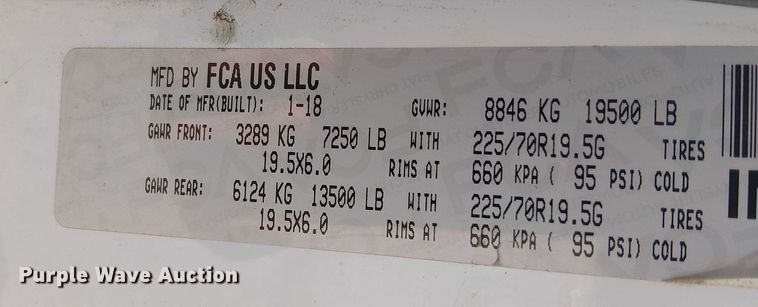 MFD BY FCA US LLC
DATE OF MFR(BUILT): 1-18 GVWR: 8846 KG 19500 LB
GAWR FRONT: 3289 KG 7250 LB WITH 225/70R19.5G TIRES
19.5X6.0 RIMS AT 660 KPA ( 95 PSI) COLD
GAWR REAR: 6124 KG 13500 LB WITH 225/70R19.5G TIRES
19.5X6.0 RIMS AT 660 KPA ( 95 PSI) COLD
Purple Wave Auction